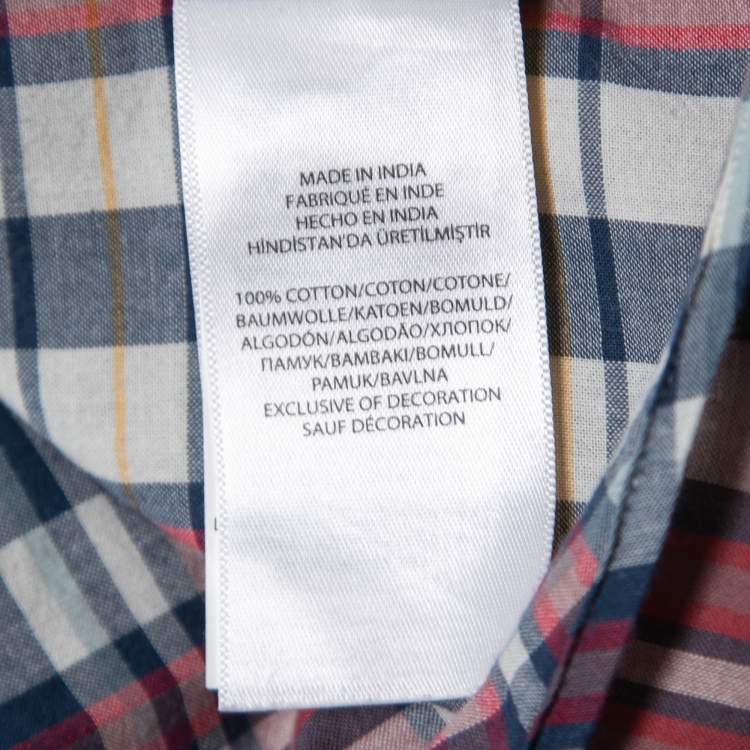 MADE IN INDIA
FABRIQUÉ EN INDE
HECHO EN INDIA
HİNDİSTAN'DA ÜRETİLMİŞTİR
100% COTTON/COTON/COTONE/
BAUMWOLLE/KATOEN/BOMULD/
ALGODÓN/ALGODÃO/ХЛОПОК/
ПАМУК/BAMBAKI/BOMULL/
PAMUK/BAVLNA
EXCLUSIVE OF DECORATION
SAUF DÉCORATION